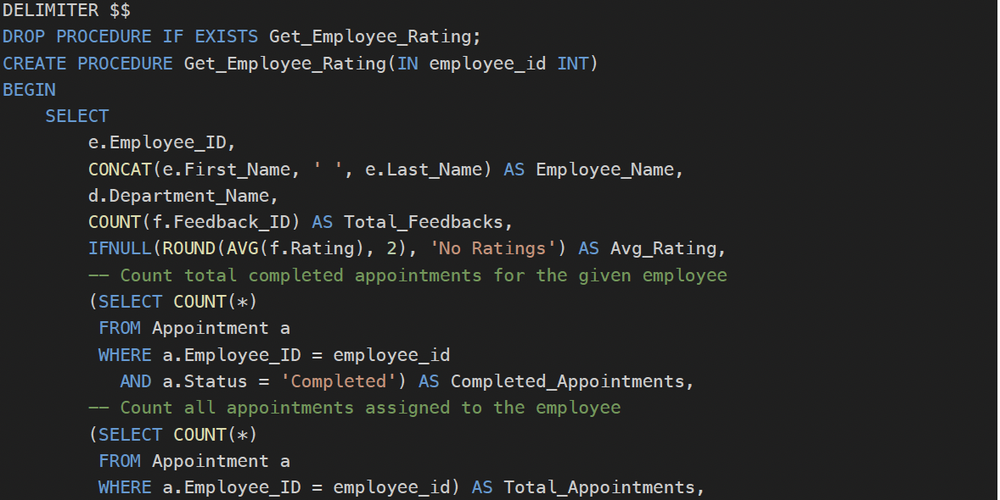 DELIMITER $$
DROP PROCEDURE IF EXISTS Get_Employee_Rating;
CREATE PROCEDURE Get_Employee_Rating(IN employee_id INT)
BEGIN
    SELECT
        e.Employee_ID,
        CONCAT(e.First_Name, ' ', e.Last_Name) AS Employee_Name,
        d.Department_Name,
        COUNT(f.Feedback_ID) AS Total_Feedbacks,
        IFNULL(ROUND(AVG(f.Rating), 2), 'No Ratings') AS Avg_Rating,
        -- Count total completed appointments for the given employee
        (SELECT COUNT(*)
         FROM Appointment a
         WHERE a.Employee_ID = employee_id
           AND a.Status = 'Completed') AS Completed_Appointments,
        -- Count all appointments assigned to the employee
        (SELECT COUNT(*)
         FROM Appointment a
         WHERE a.Employee_ID = employee_id) AS Total_Appointments,